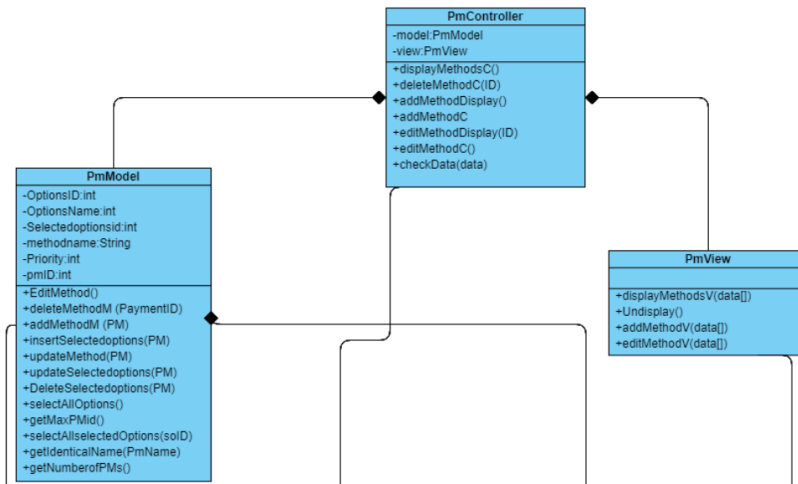 PmController
-model:PmModel
-view:PmView
+displayMethodsC()
+deleteMethodC(ID)
+addMethodDisplay()
+addMethodC
+editMethodDisplay(ID)
+editMethodC()
+checkData(data)
PmModel
-OptionsID:int
-OptionsName:int
-Selectedoptionsid:int
-methodname:String
-Priority:int
-pmID:int
+EditMethod()
+deleteMethodM (PaymentID)
+addMethodM (PM)
+insertSelectedoptions(PM)
+updateMethod(PM)
+updateSelectedoptions(PM)
+DeleteSelectedoptions(PM)
+selectAllOptions()
+getMaxPMid()
+selectAllselectedOptions(soID)
+getIdenticalName(PmName)
+getNumberofPMs()
PmView
+displayMethodsV(data[])
+Undisplay()
+addMethodV(data[])
+editMethodV(data[])